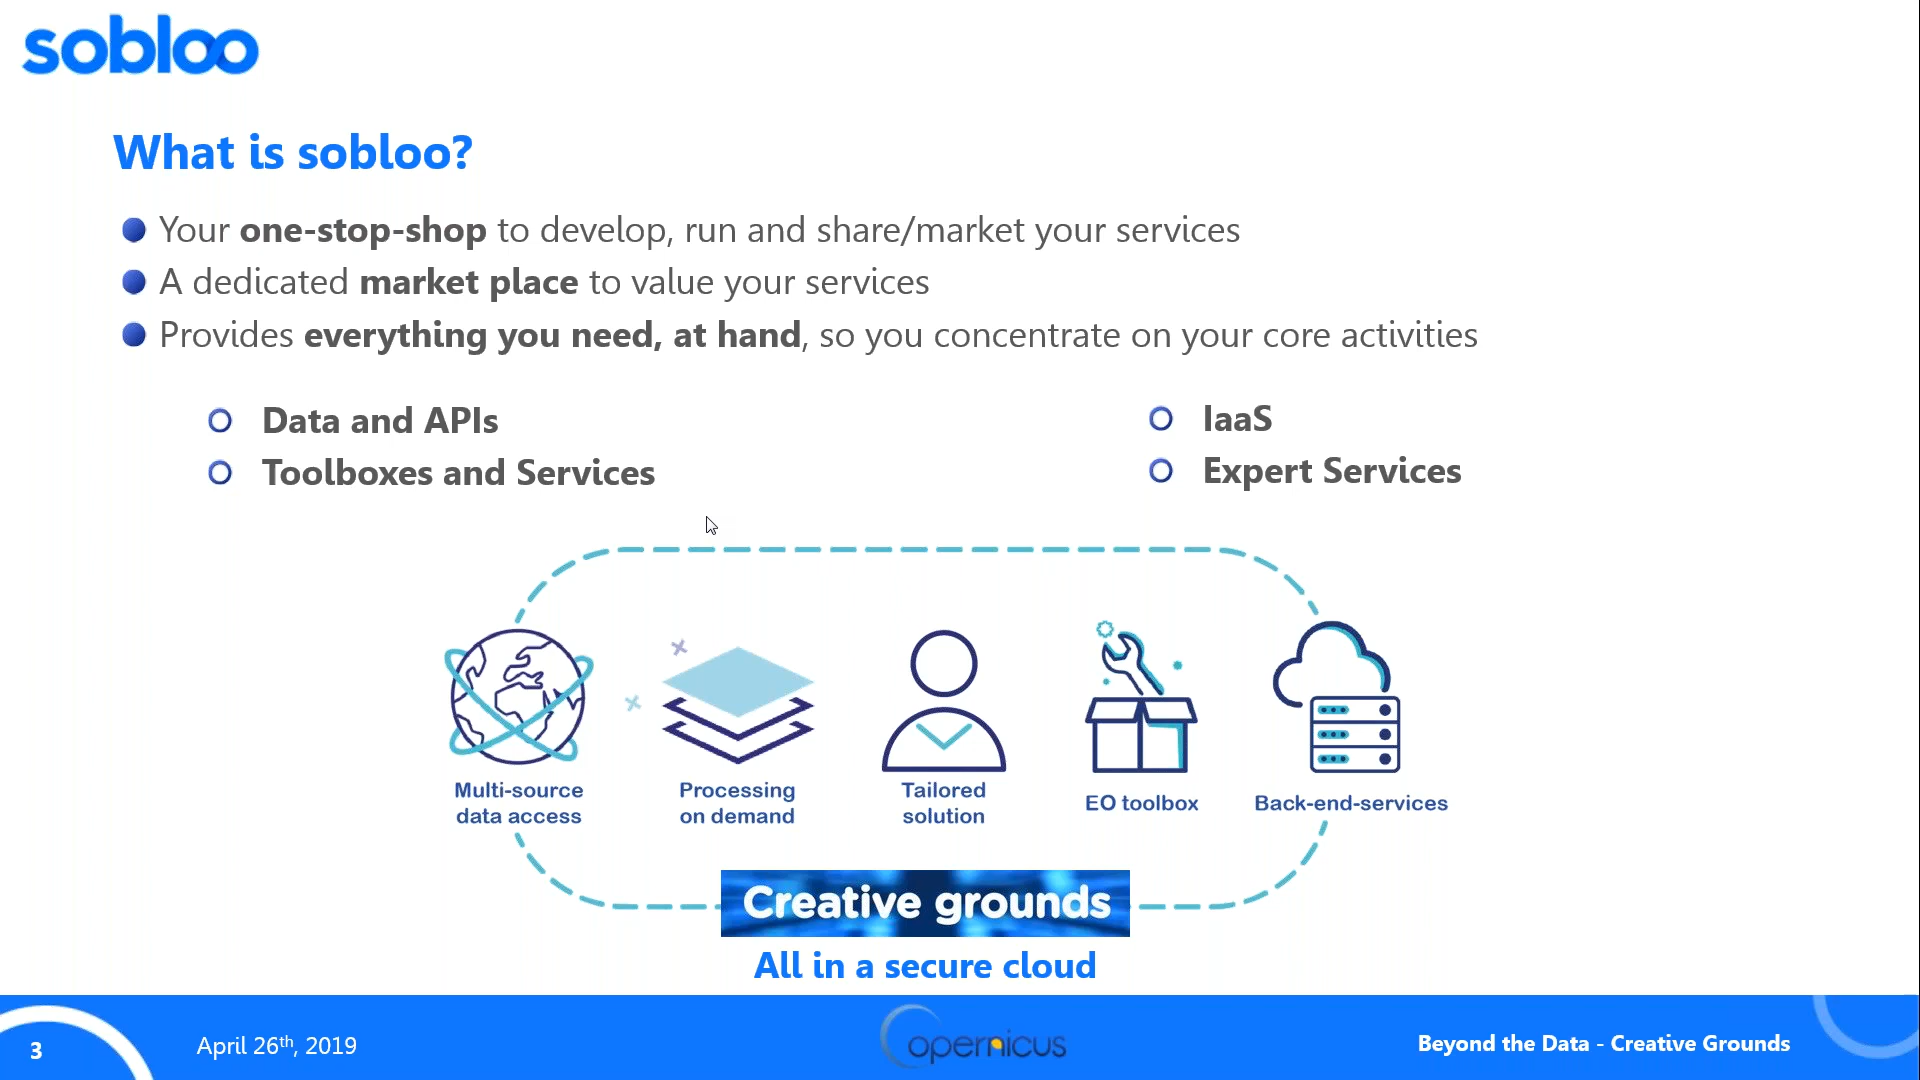 sobloo
What is sobloo?
Your one-stop-shop to develop, run and share/market your services
A dedicated market place to value your services
Provides everything you need, at hand, so you concentrate on your core activities
Data and APIs
Toolboxes and Services
IaaS
Expert Services
Multi-source
data access
Processing
on demand
Tailored
solution
EO toolbox
Back-end-services
Creative grounds
All in a secure cloud
3
April 26th, 2019
opernicus
Beyond the Data - Creative Grounds